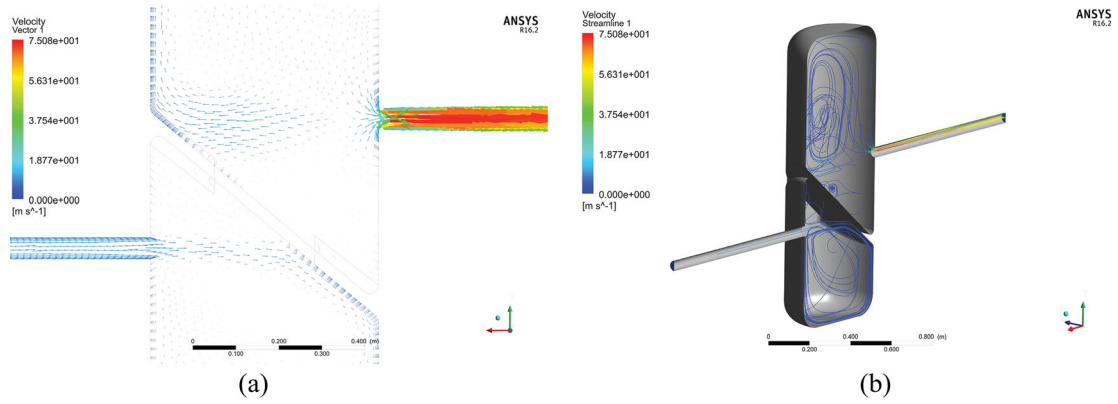 Velocity
Vector 1
7.508e+001
5.631e+001
3.754e+001
1.877e+001
0.000e+000
[m s^-1]
ANSYS
R16.2
0 0.200 0.400 (m)
0.100 0.300
(a)
Velocity
Streamline 1
7.508e+001
5.631e+001
3.754e+001
1.877e+001
0.000e+000
[m s^-1]
ANSYS
R16.2
0 0.400 0.800 (m)
0.200 0.600
(b)